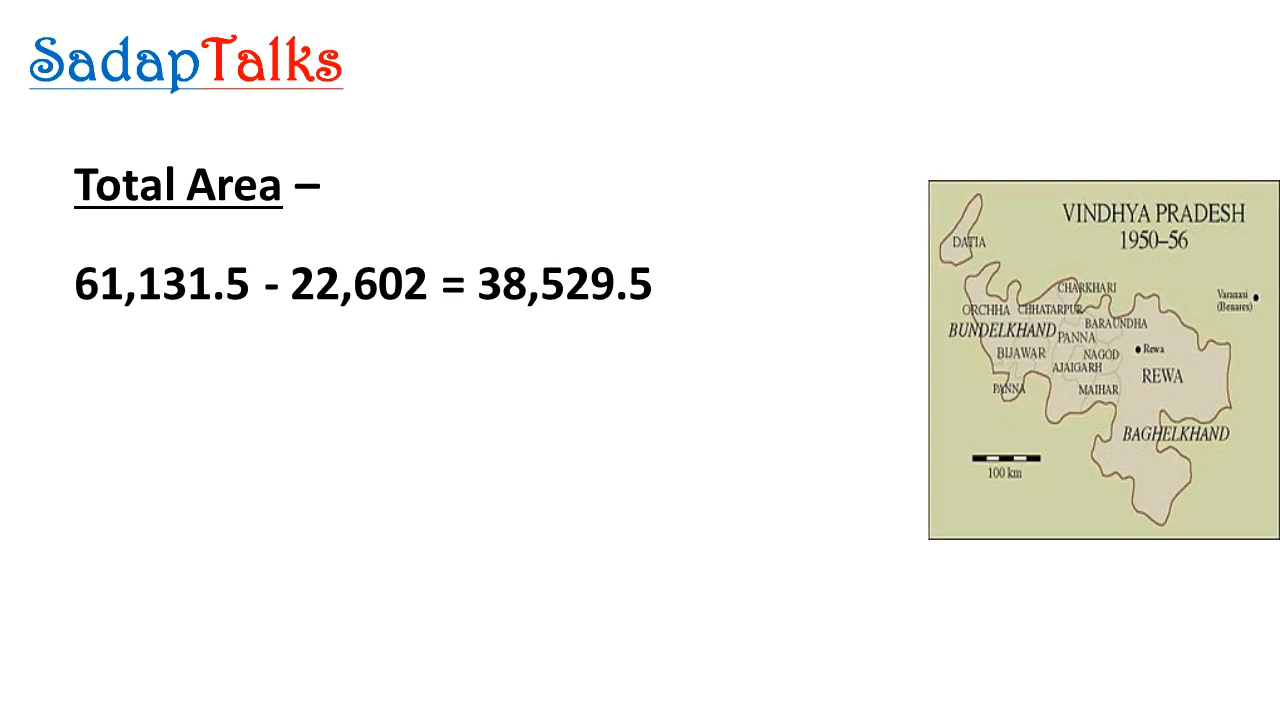 SadapTalks
Total Area –
61,131.5 - 22,602 = 38,529.5
VINDHYA PRADESH
1950–56
DATIA
CHARKHARI
Varanasi
(Benares)
ORCHHA
CHHATARPUR
BARAUNDHA
BUNDELKHAND
PANNA
BIJAWAR
NAGOD
Rewa
AJAIGARH
REWA
PANNA
MAIHAR
BAGHELKHAND
100 km